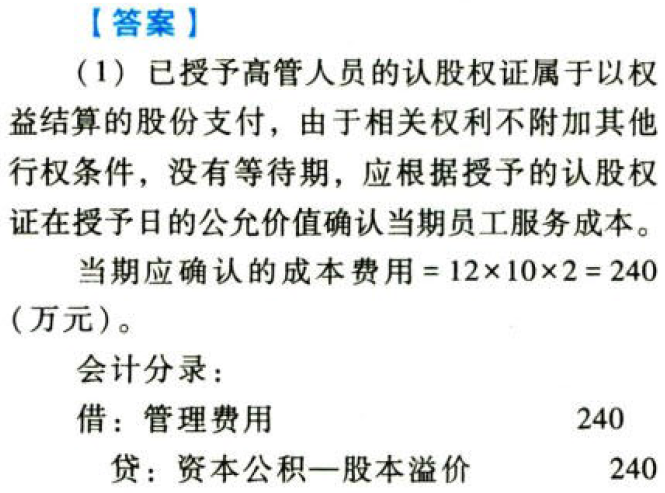 【答案】
(1) 已授予高管人员的认股权证属于以权
益结算的股份支付，由于相关权利不附加其他
行权条件，没有等待期，应根据授予的认股权
证在授予日的公允价值确认当期员工服务成本。
当期应确认的成本费用=12×10×2=240
(万元)。
会计分录：
借：管理费用 240
贷：资本公积—股本溢价 240